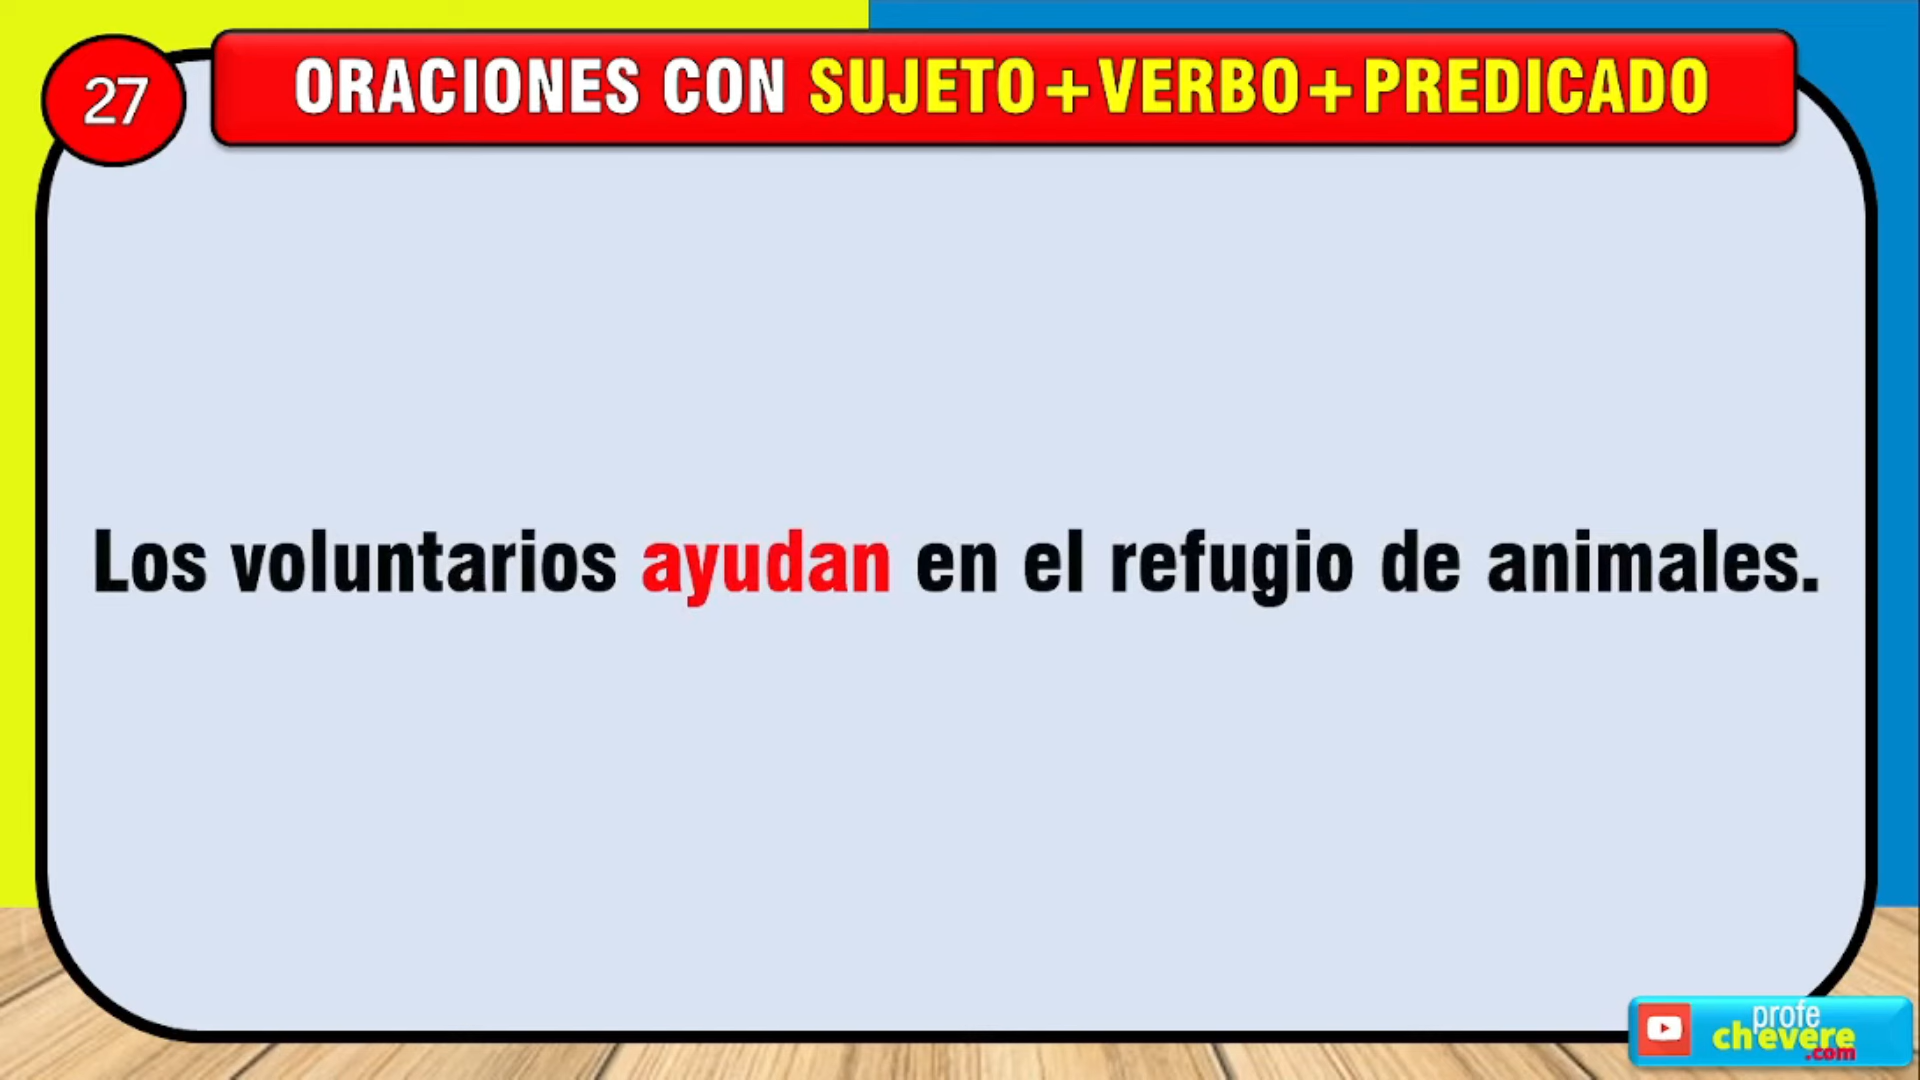 27
ORACIONES CON SUJETO+VERBO+PREDICADO
Los voluntarios ayudan en el refugio de animales.
profe
chevere
.com